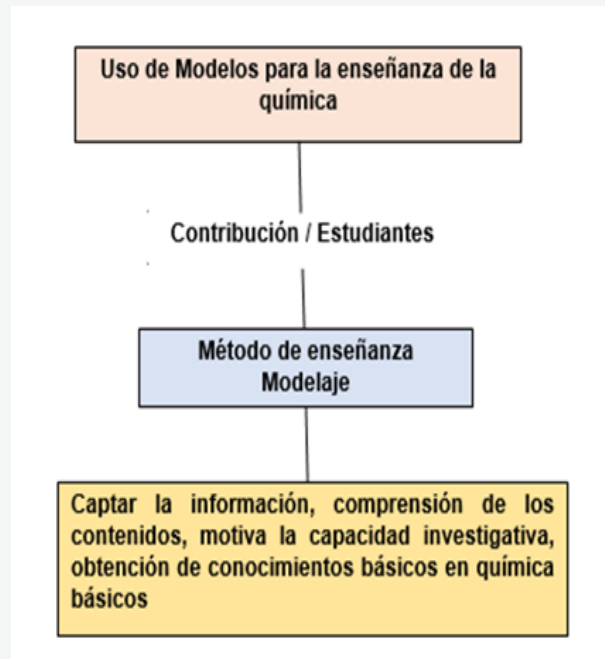 Uso de Modelos para la enseñanza de la
química
Contribución / Estudiantes
Método de enseñanza
Modelaje
Captar la información, comprensión de los
contenidos, motiva la capacidad investigativa,
obtención de conocimientos básicos en química
básicos